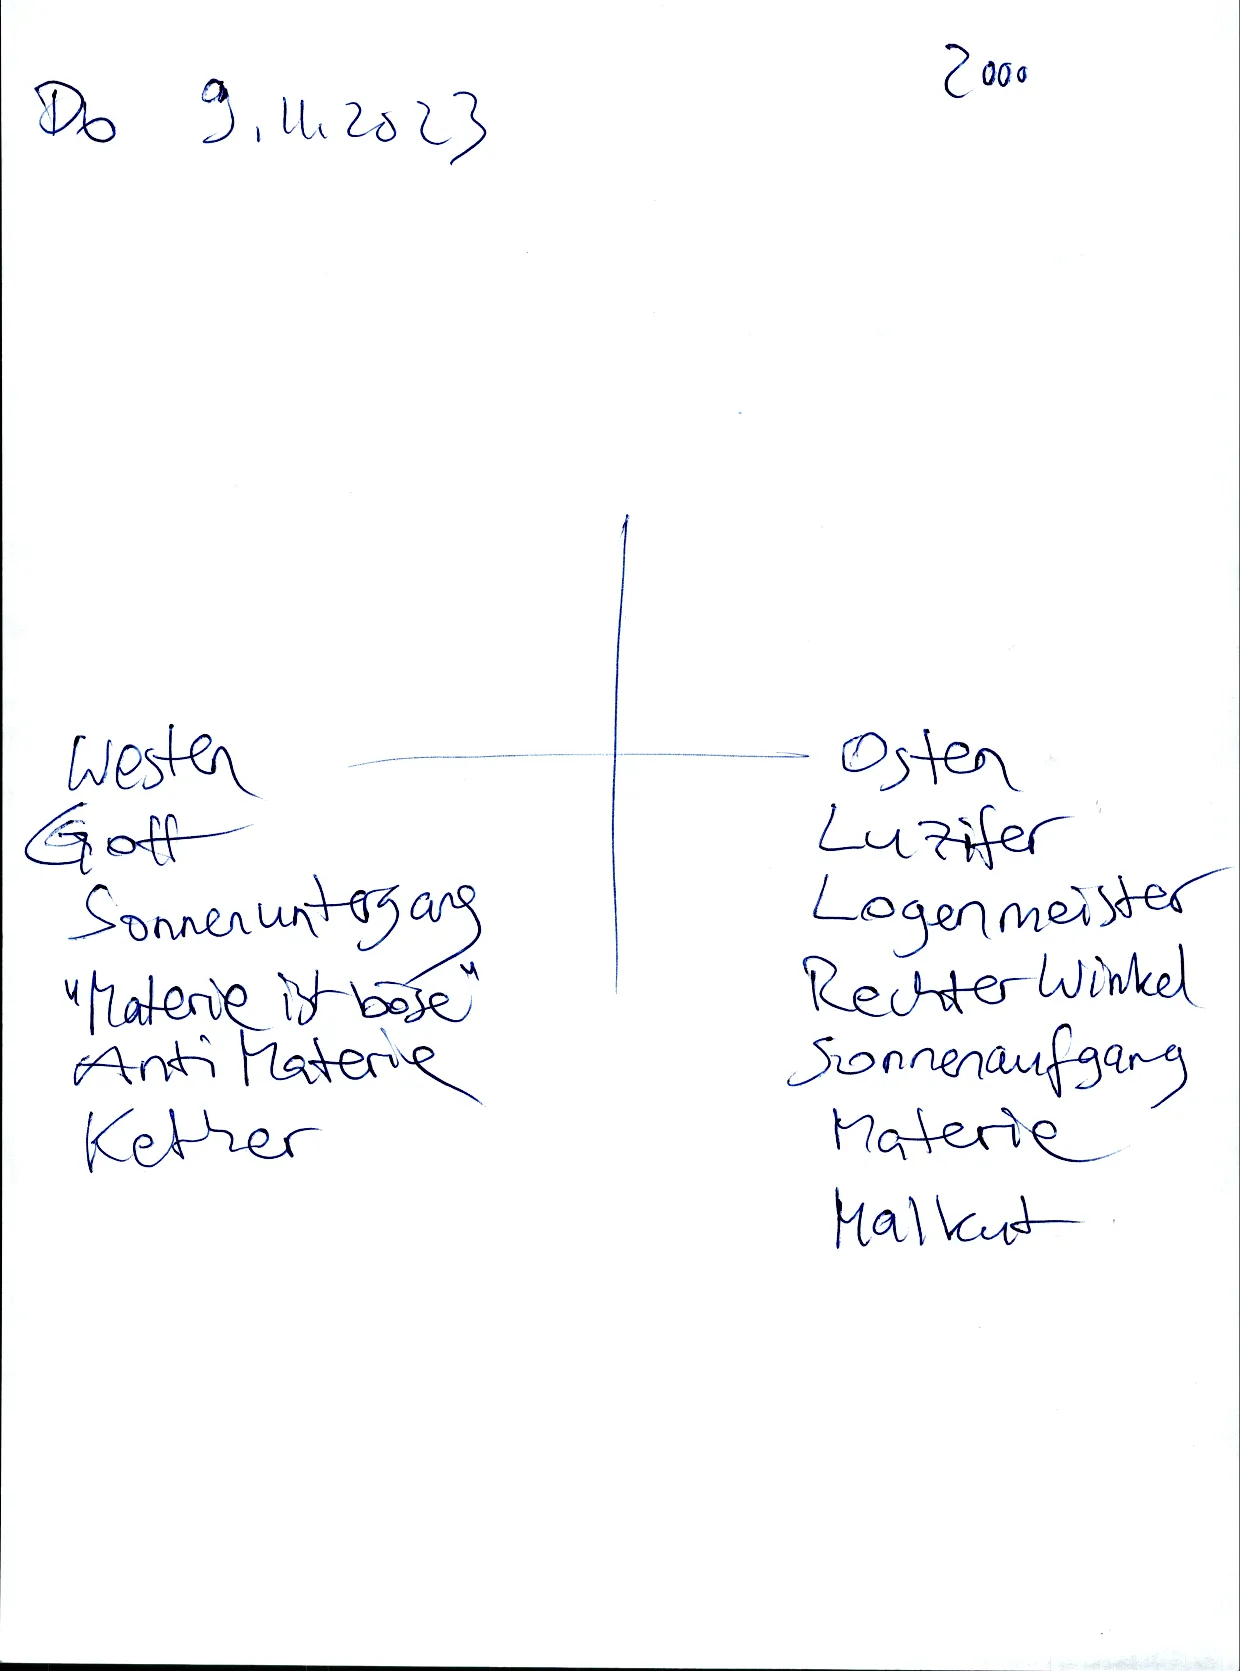 2000
Do 9.11.2023
Westen
Osten
Gott
Luzifer
Sonnenuntergang
Logenmeister
"Materie ist böse"
Rechter Winkel
Anti Materie
Sonnenaufgang
Kether
Materie
Malkut